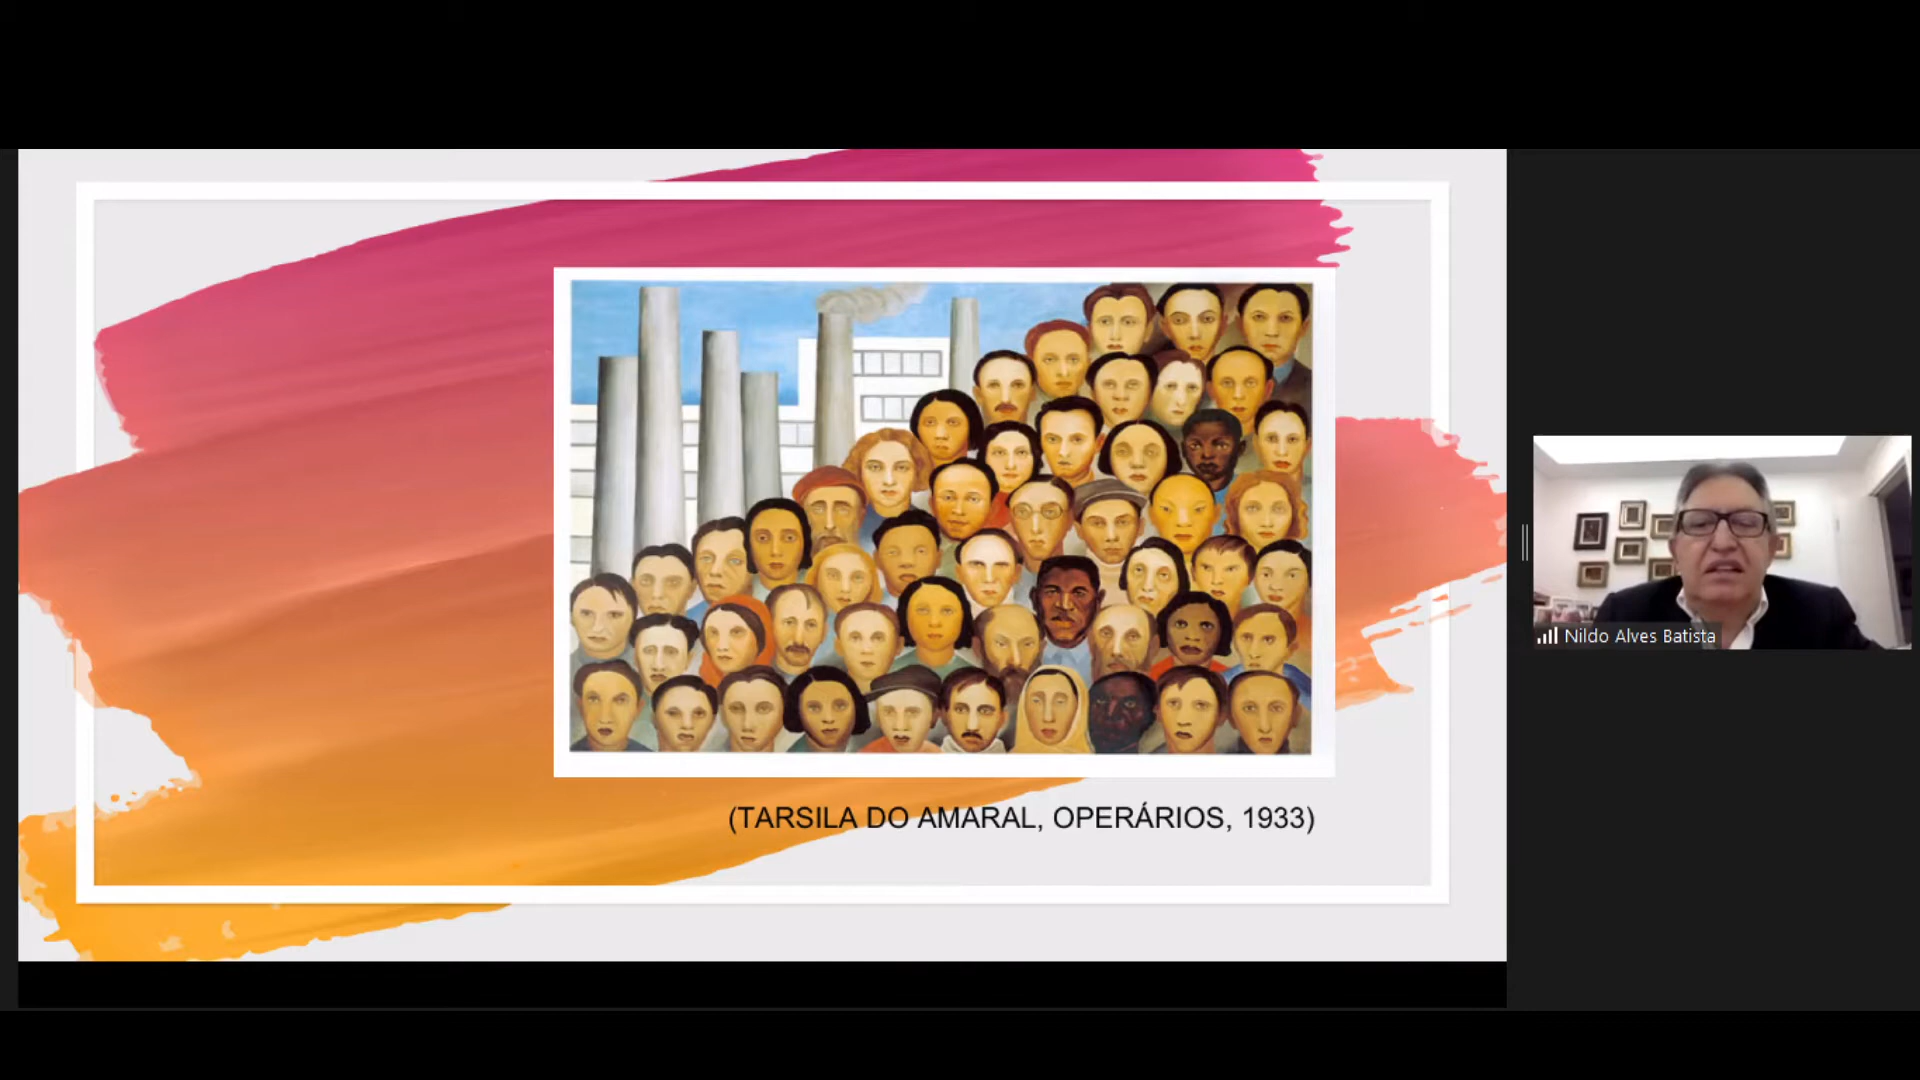 (TARSILA DO AMARAL, OPERÁRIOS, 1933)
Nildo Alves Batista